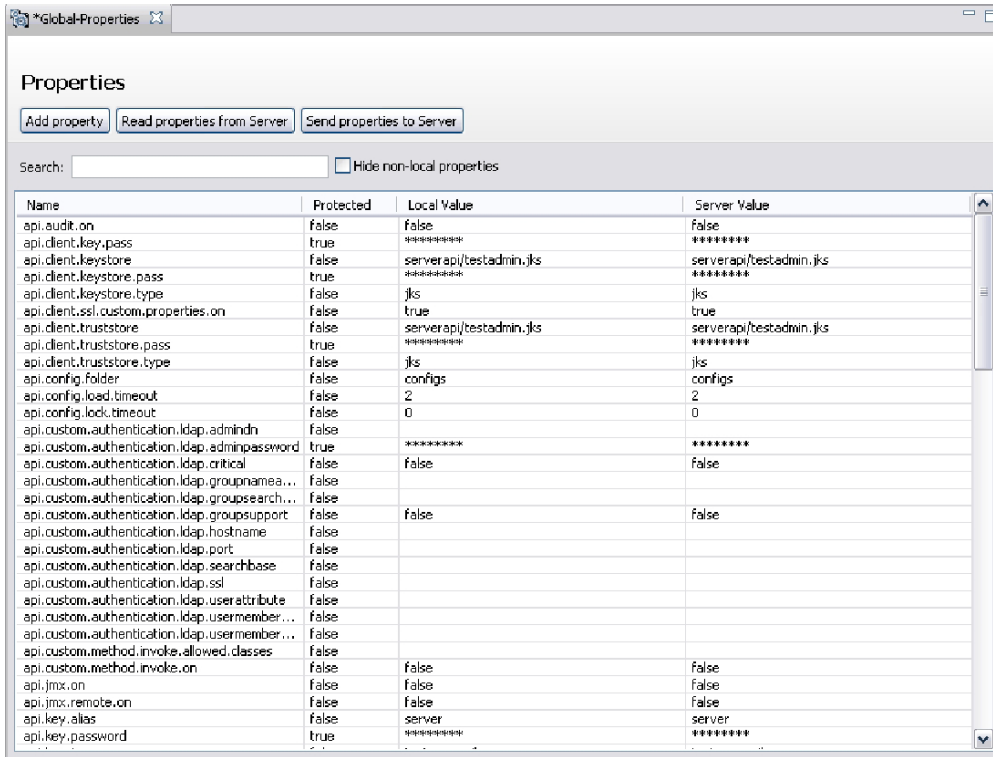 *Global-Properties
Properties
Add property Read properties from Server Send properties to Server
Search: Hide non-local properties
Name Protected Local Value Server Value
api.audit.on false false false
api.client.key.pass true ******** ********
api.client.keystore false serverapi/testadmin.jks serverapi/testadmin.jks
api.client.keystore.pass true ******** ********
api.client.keystore.type false jks jks
api.client.ssl.custom.properties.on false true true
api.client.truststore false serverapi/testadmin.jks serverapi/testadmin.jks
api.client.truststore.pass true ******** ********
api.client.truststore.type false jks jks
api.config.folder false configs configs
api.config.load.timeout false 2 2
api.config.lock.timeout false 0 0
api.custom.authentication.ldap.admindn false
api.custom.authentication.ldap.adminpassword true ******** ********
api.custom.authentication.ldap.critical false false false
api.custom.authentication.ldap.groupnamea... false
api.custom.authentication.ldap.groupsearch... false
api.custom.authentication.ldap.groupsupport false false false
api.custom.authentication.ldap.hostname false
api.custom.authentication.ldap.port false
api.custom.authentication.ldap.searchbase false
api.custom.authentication.ldap.ssl false
api.custom.authentication.ldap.userattribute false
api.custom.authentication.ldap.usermember... false
api.custom.authentication.ldap.usermember... false
api.custom.method.invoke.allowed.classes false
api.custom.method.invoke.on false false false
api.jmx.on false false false
api.jmx.remote.on false false false
api.key.alias false server server
api.key.password true ******** ********